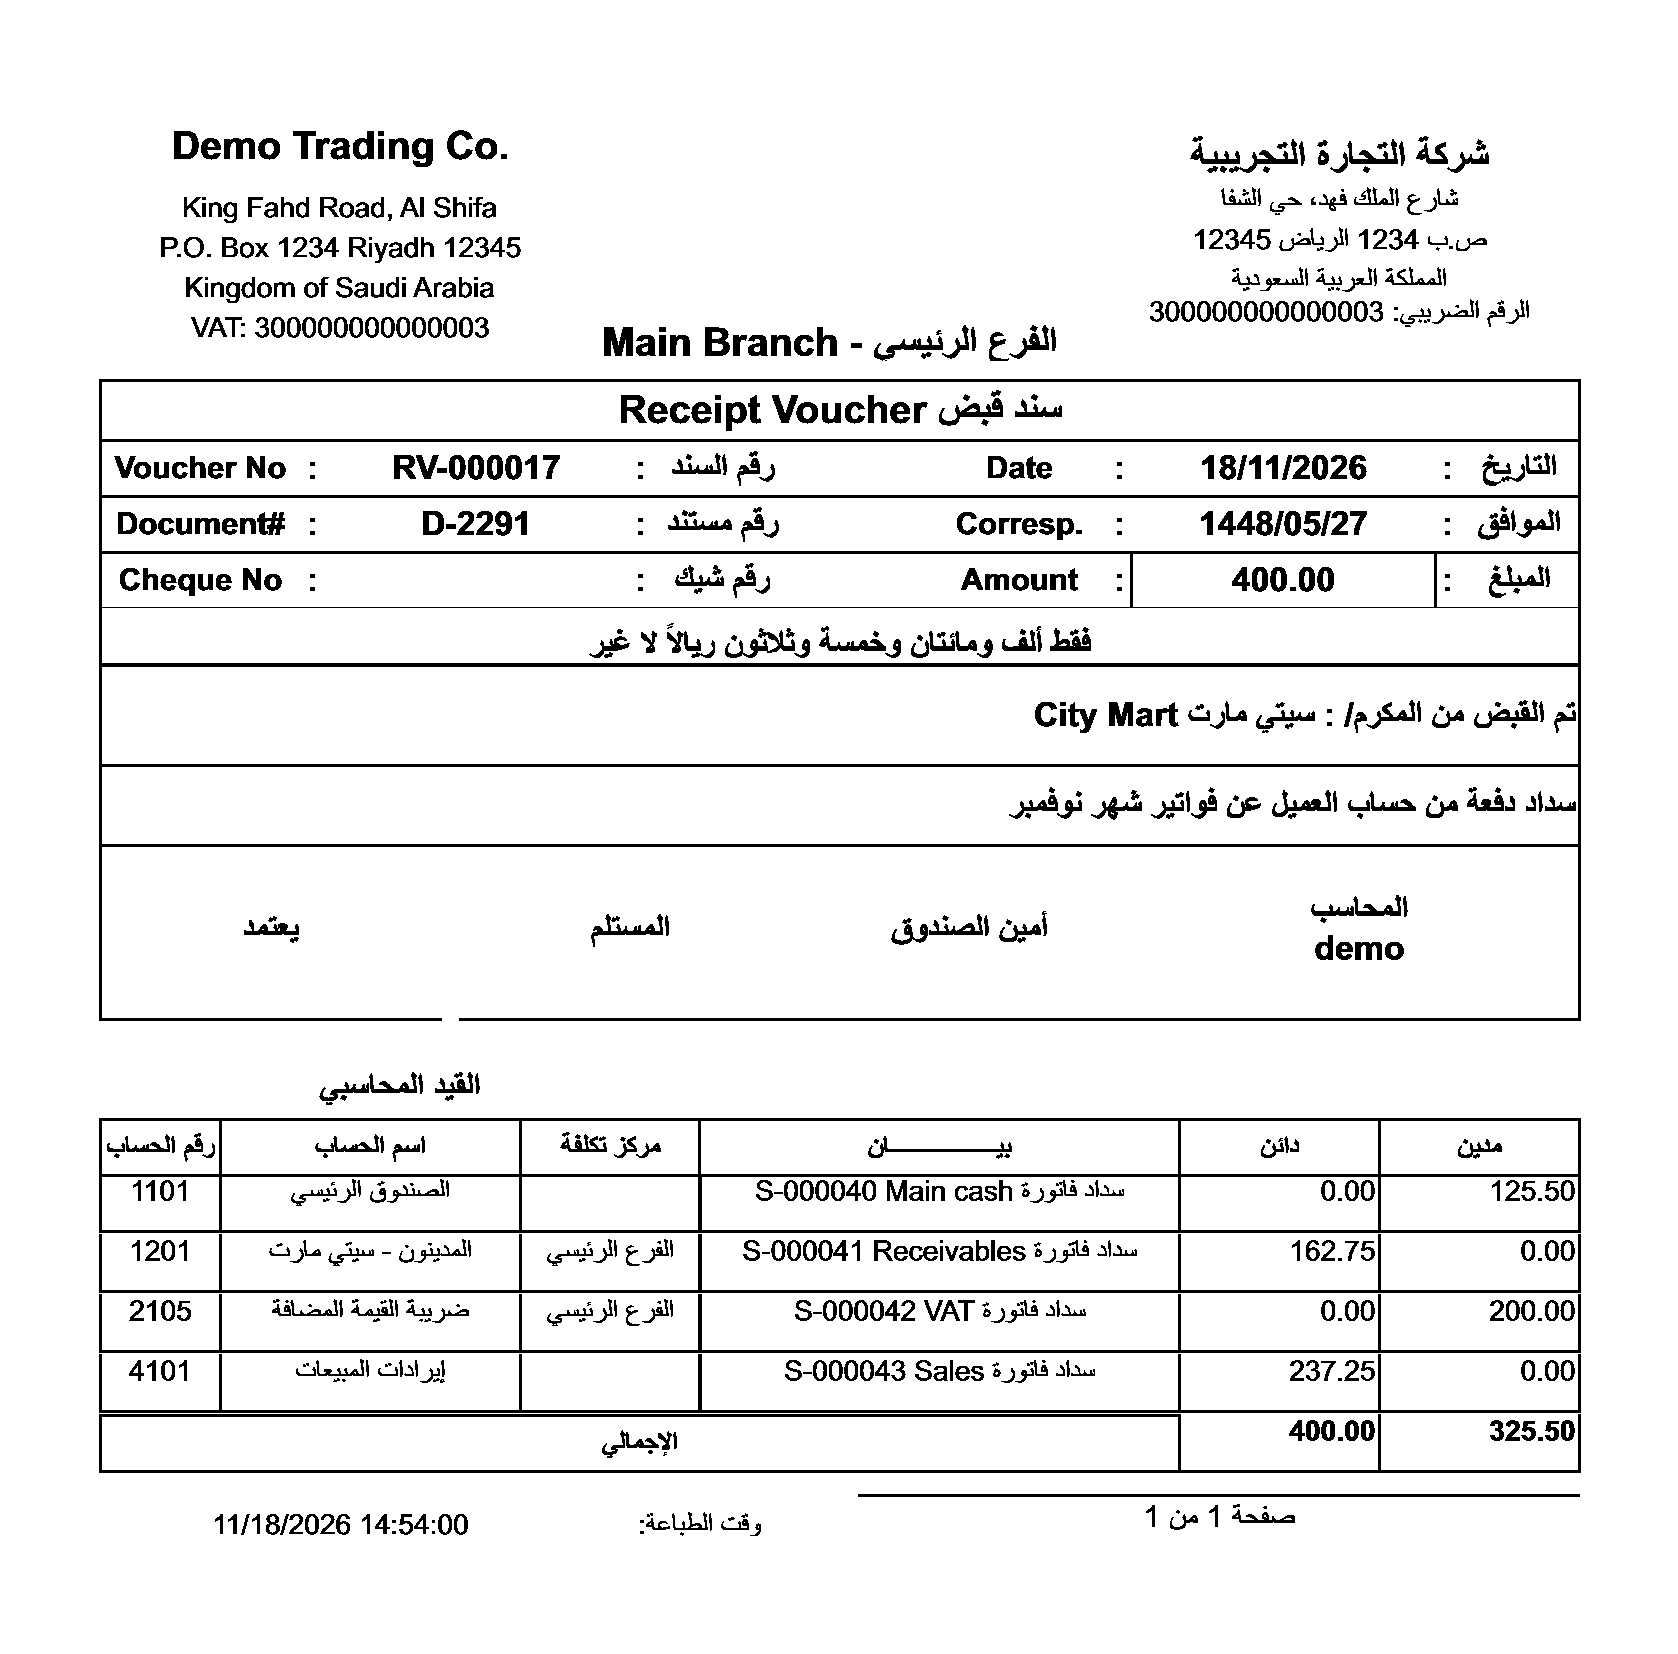 Demo Trading Co.
King Fahd Road, Al Shifa
P.O. Box 1234 Riyadh 12345
Kingdom of Saudi Arabia
VAT: 300000000000003
شركة التجارة التجريبية
شارع الملك فهد، حي الشفا
ص.ب 1234 الرياض 12345
المملكة العربية السعودية
الرقم الضريبي: 300000000000003
Main Branch - الفرع الرئيسي
Receipt Voucher سند قبض
Voucher No : RV-000017 : رقم السند Date : 18/11/2026 : التاريخ
Document# : D-2291 : رقم مستند Corresp. : 1448/05/27 : الموافق
Cheque No : : رقم شيك Amount : 400.00 : المبلغ
فقط ألف ومائتان وخمسة وثلاثون ريالاً لا غير
تم القبض من المكرم/ : سيتي مارت City Mart
سداد دفعة من حساب العميل عن فواتير شهر نوفمبر
المحاسب أمين الصندوق المستلم يعتمد
demo
القيد المحاسبي
رقم الحساب اسم الحساب مركز تكلفة بيـــــــــــــــان دائن مدين
1101 الصندوق الرئيسي سداد فاتورة S-000040 Main cash 0.00 125.50
1201 المدينون - سيتي مارت الفرع الرئيسي سداد فاتورة S-000041 Receivables 162.75 0.00
2105 ضريبة القيمة المضافة الفرع الرئيسي سداد فاتورة S-000042 VAT 0.00 200.00
4101 إيرادات المبيعات سداد فاتورة S-000043 Sales 237.25 0.00
الإجمالي 400.00 325.50
صفحة 1 من 1
وقت الطباعة: 11/18/2026 14:54:00